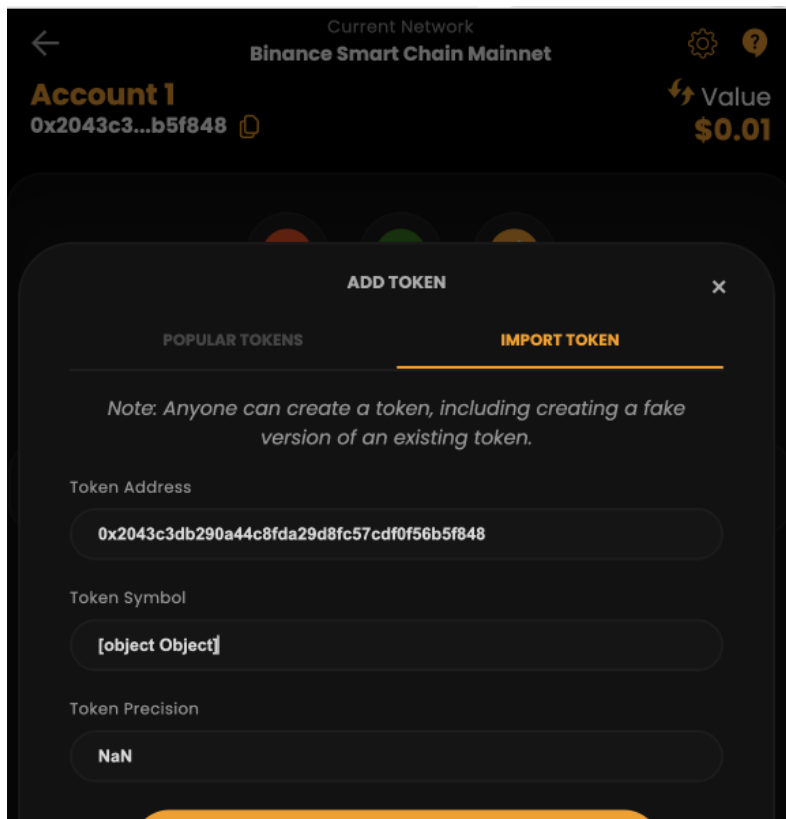 Current Network
Binance Smart Chain Mainnet
Account 1
0x2043c3...b5f848
Value
$0.01
ADD TOKEN
×
POPULAR TOKENS
IMPORT TOKEN
Note: Anyone can create a token, including creating a fake
version of an existing token.
Token Address
0x2043c3db290a44c8fda29d8fc57cdf0f56b5f848
Token Symbol
[object Object]
Token Precision
NaN